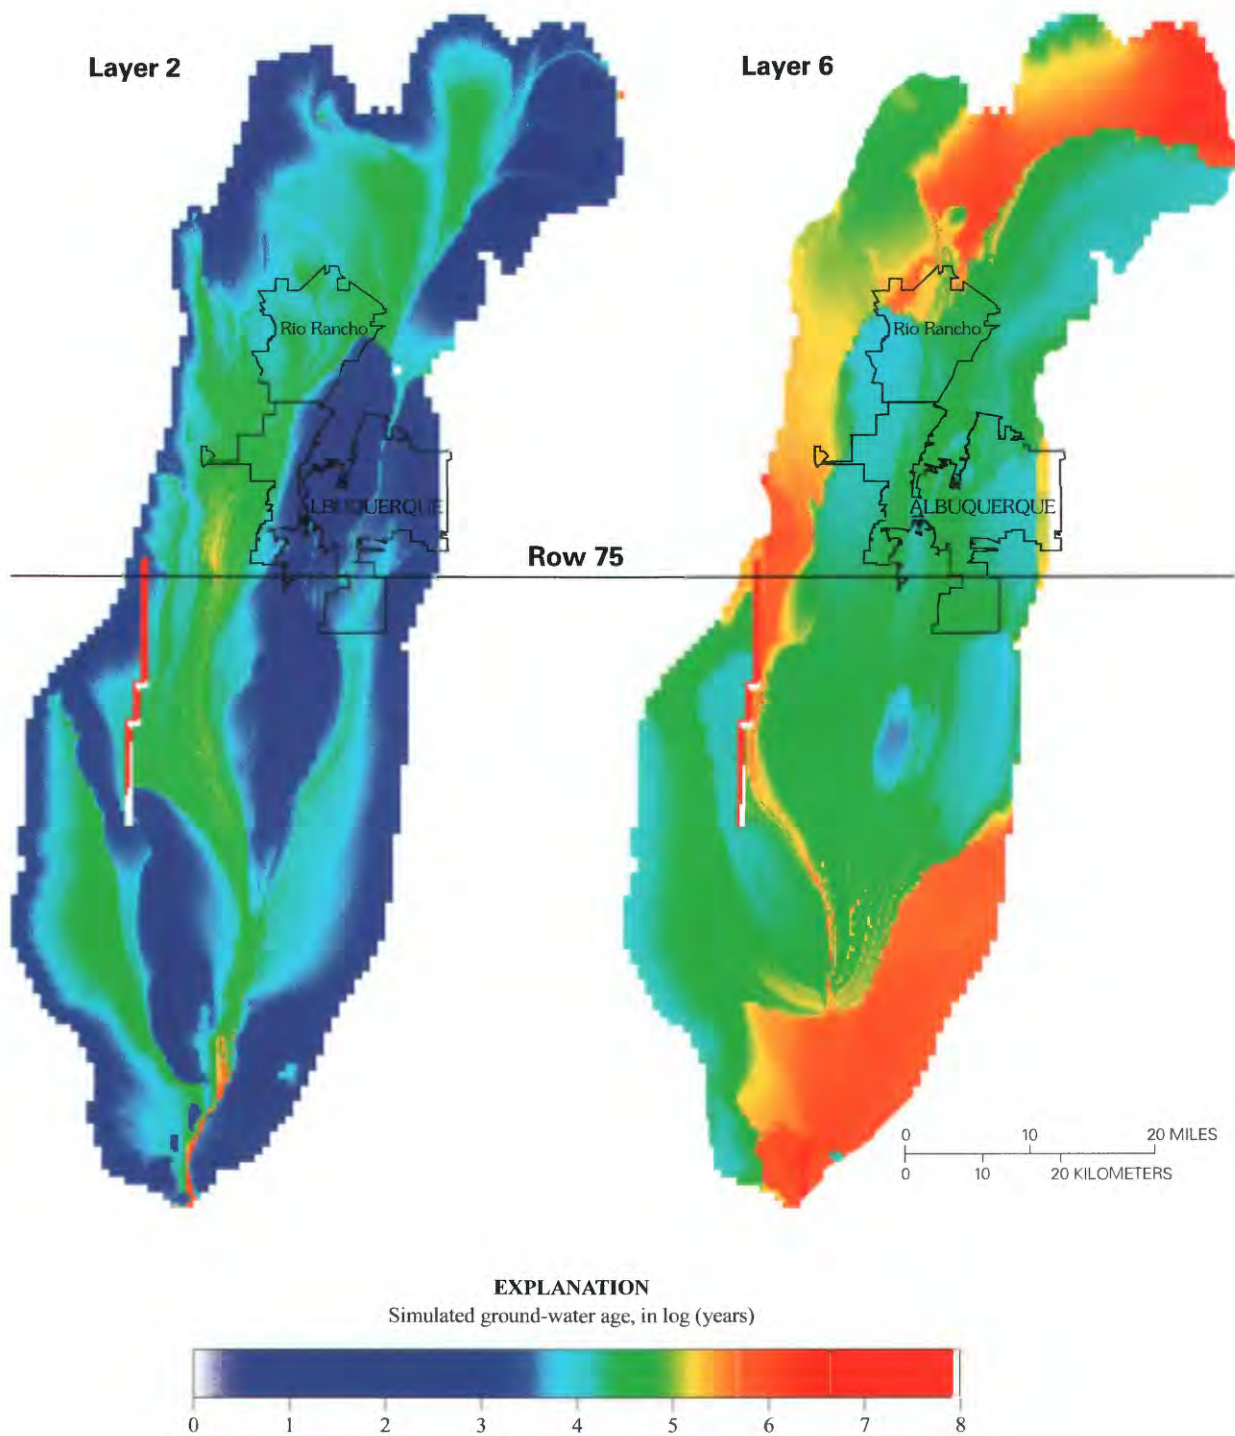 Layer 2
Layer 6
Rio Rancho
Rio Rancho
LBUQUERQUE
ALBUQUERQUE
Row 75
0 10 20 MILES
0 10 20 KILOMETERS
EXPLANATION
Simulated ground-water age, in log (years)
0 1 2 3 4 5 6 7 8